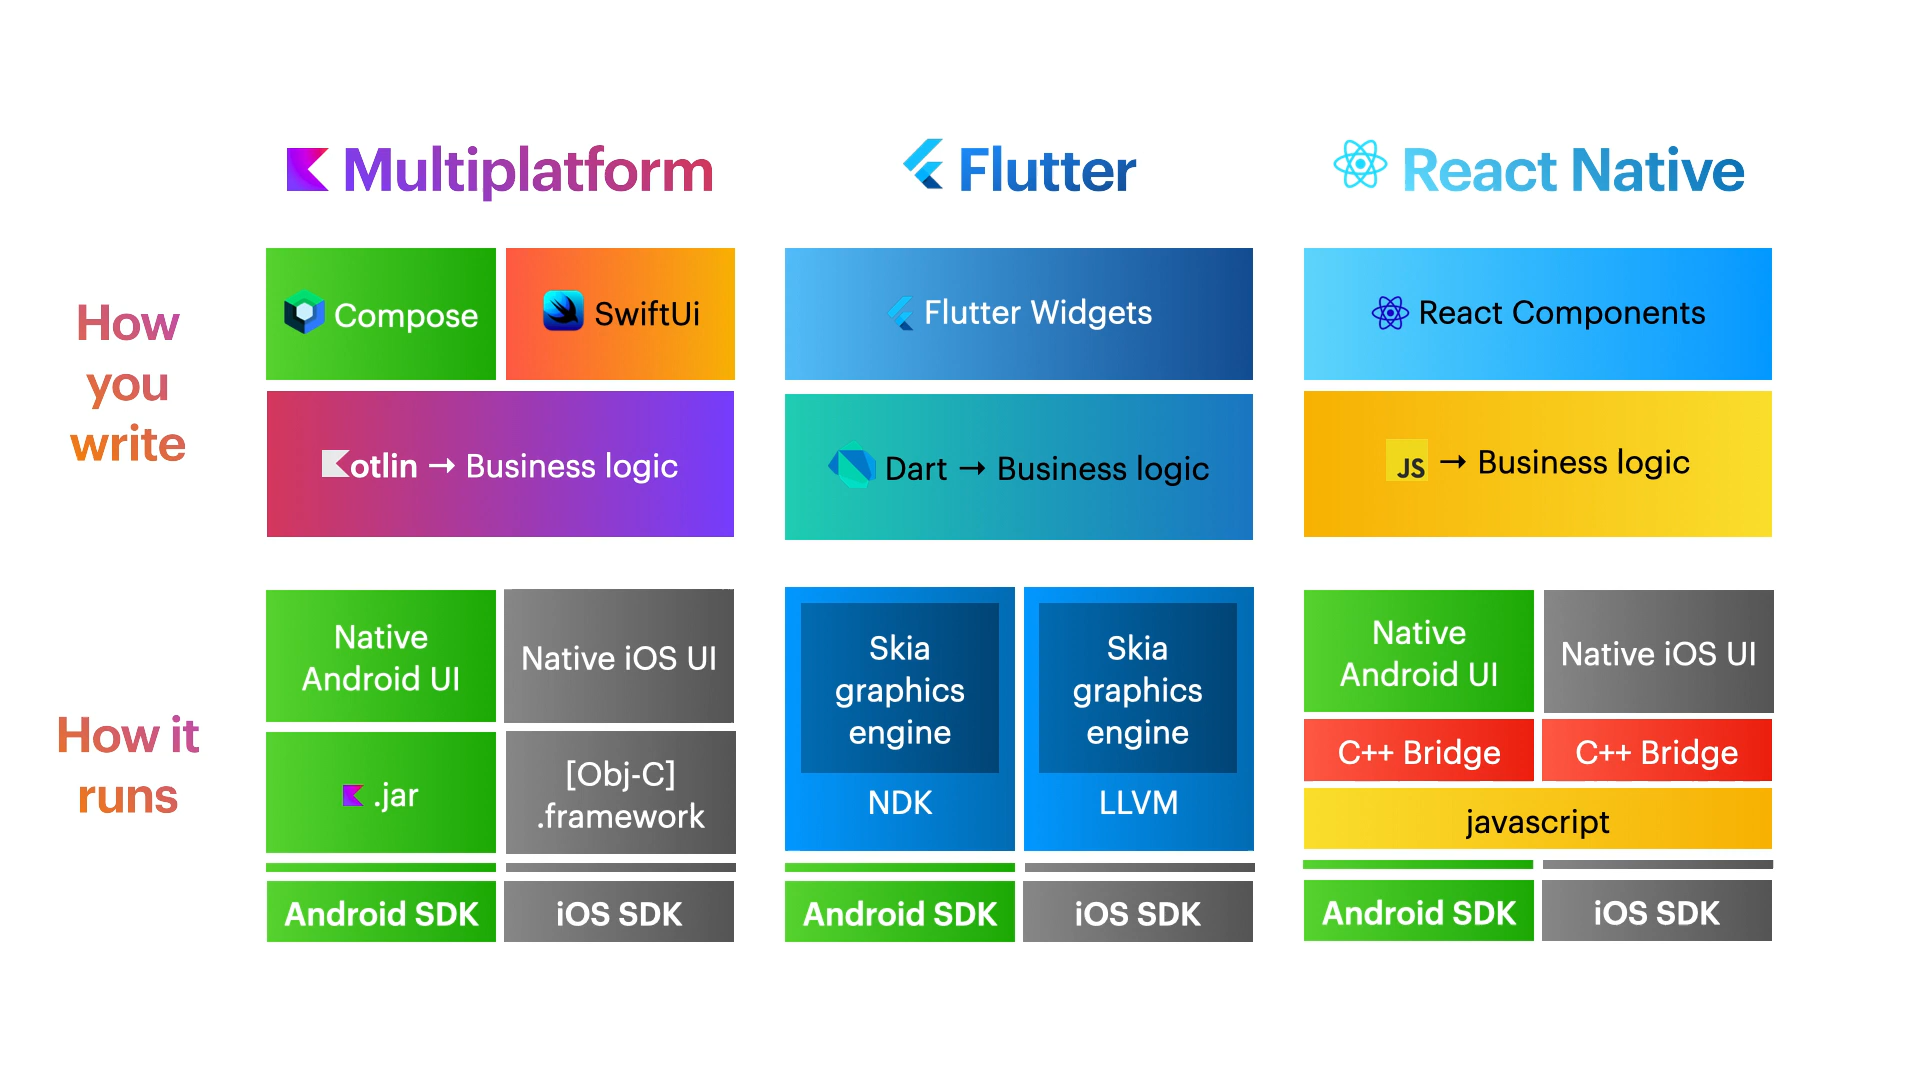 Multiplatform
Flutter
React Native
How
you
write
Compose
SwiftUi
Flutter Widgets
React Components
Kotlin → Business logic
Dart → Business logic
JS → Business logic
How it
runs
Native
Android UI
Native iOS UI
.jar
[Obj-C]
.framework
Android SDK
iOS SDK
Skia
graphics
engine
NDK
Skia
graphics
engine
LLVM
Android SDK
iOS SDK
Native
Android UI
Native iOS UI
C++ Bridge
C++ Bridge
javascript
Android SDK
iOS SDK